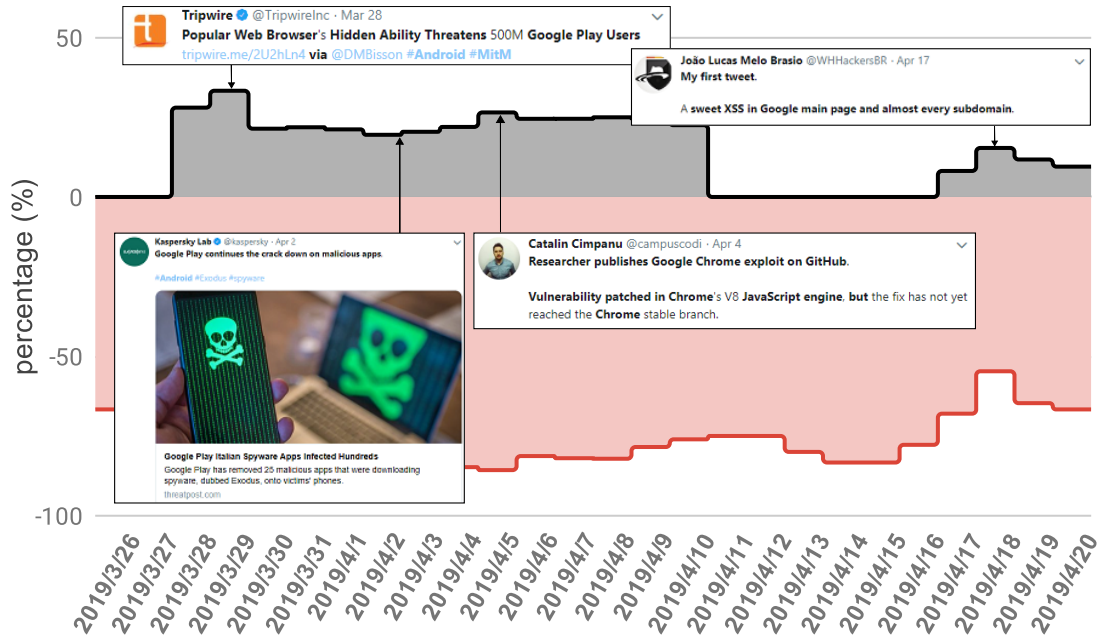 50
0
-50
-100
percentage (%)
Tripwire @TripwireInc · Mar 28
Popular Web Browser's Hidden Ability Threatens 500M Google Play Users
tripwire.me/2U2hLn4 via @DMBisson #Android #MitM
João Lucas Melo Brasio @WHHackersBR · Apr 17
My first tweet.
A sweet XSS in Google main page and almost every subdomain.
Kaspersky Lab @kaspersky · Apr 2
Google Play continues the crack down on malicious apps.
#Android #Exodus #spyware
Google Play Italian Spyware Apps Infected Hundreds
Google Play has removed 25 malicious apps that were downloading
spyware, dubbed Exodus, onto victims' phones.
threatpost.com
Catalin Cimpanu @campuscodi · Apr 4
Researcher publishes Google Chrome exploit on GitHub.
Vulnerability patched in Chrome's V8 JavaScript engine, but the fix has not yet
reached the Chrome stable branch.
2019/3/26
2019/3/27
2019/3/28
2019/3/29
2019/3/30
2019/3/31
2019/4/1
2019/4/2
2019/4/3
2019/4/4
2019/4/5
2019/4/6
2019/4/7
2019/4/8
2019/4/9
2019/4/10
2019/4/11
2019/4/12
2019/4/13
2019/4/14
2019/4/15
2019/4/16
2019/4/17
2019/4/18
2019/4/19
2019/4/20